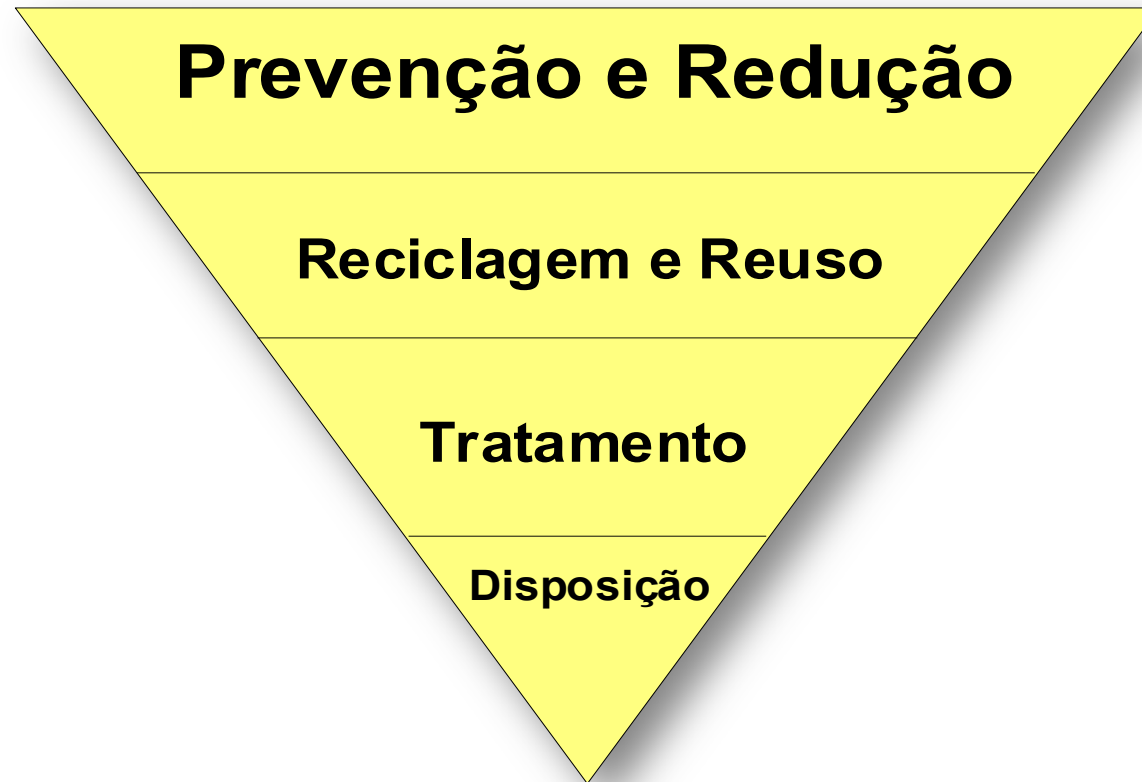 Prevenção e Redução
Reciclagem e Reuso
Tratamento
Disposição